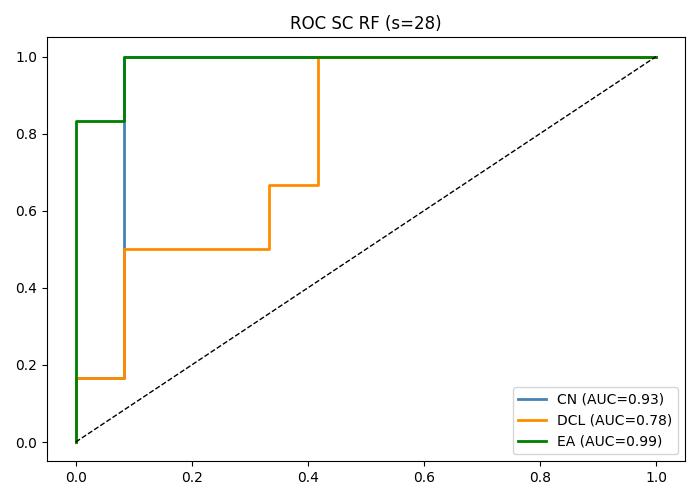 ROC SC RF (s=28)
1.0
0.8
0.6
0.4
0.2
0.0
0.0 0.2 0.4 0.6 0.8 1.0
CN (AUC=0.93)
DCL (AUC=0.78)
EA (AUC=0.99)